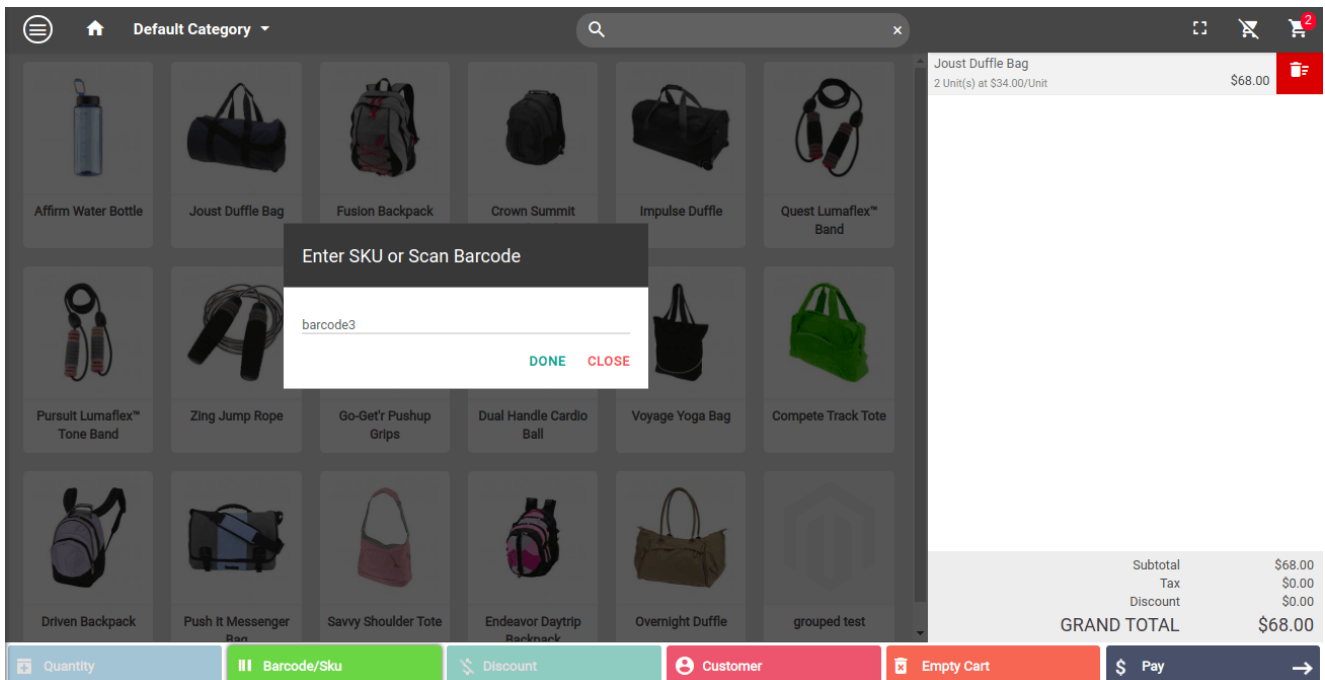 Default Category
2
Joust Duffle Bag
2 Unit(s) at $34.00/Unit
$68.00
Affirm Water Bottle
Joust Duffle Bag
Fusion Backpack
Crown Summit
Impulse Duffle
Quest Lumaflex™
Band
Enter SKU or Scan Barcode
barcode3
DONE
CLOSE
Pursuit Lumaflex™
Tone Band
Zing Jump Rope
Go-Get'r Pushup
Grips
Dual Handle Cardio
Ball
Voyage Yoga Bag
Compete Track Tote
Driven Backpack
Push It Messenger
Bag
Savvy Shoulder Tote
Endeavor Daytrip
Backpack
Overnight Duffle
grouped test
Subtotal $68.00
Tax $0.00
Discount $0.00
GRAND TOTAL $68.00
Quantity
Barcode/Sku
Discount
Customer
Empty Cart
$ Pay